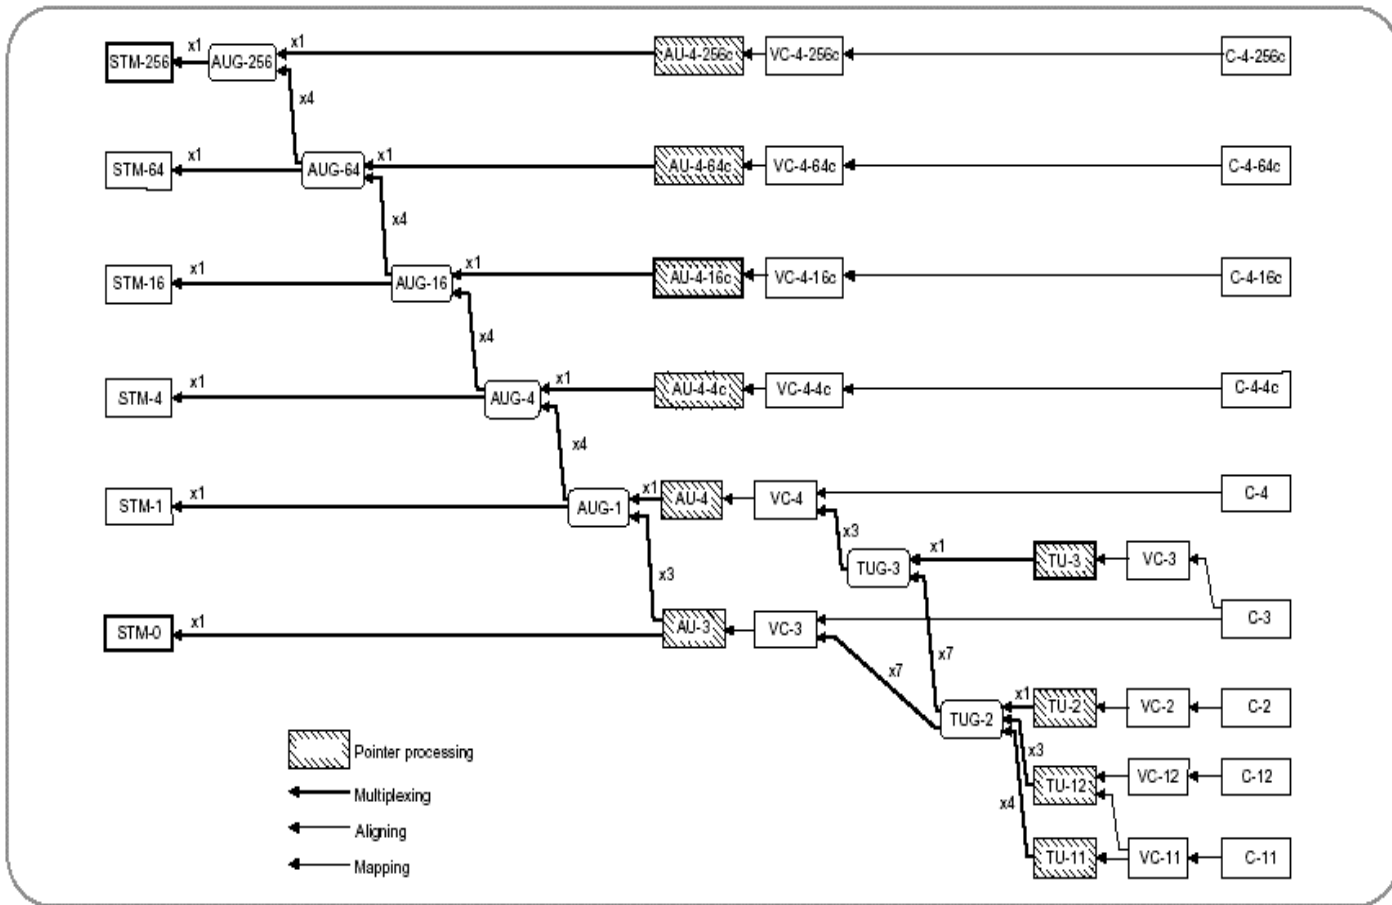 x1 x1
STM-256 AUG-256 AU-4-256c VC-4-256c C-4-256c
x4
x1 x1
STM-64 AUG-64 AU-4-64c VC-4-64c C-4-64c
x4
x1 x1
STM-16 AUG-16 AU-4-16c VC-4-16c C-4-16c
x4
x1 x1
STM-4 AUG-4 AU-4-4c VC-4-4c C-4-4c
x4
x1 x1
STM-1 AUG-1 AU-4 VC-4 C-4
x3 x1
TUG-3 TU-3 VC-3
x3
x1
STM-0 AU-3 VC-3 C-3
x7 x7
x1
TUG-2 TU-2 VC-2 C-2
x3
TU-12 VC-12 C-12
x4
TU-11 VC-11 C-11
Pointer processing
Multiplexing
Aligning
Mapping